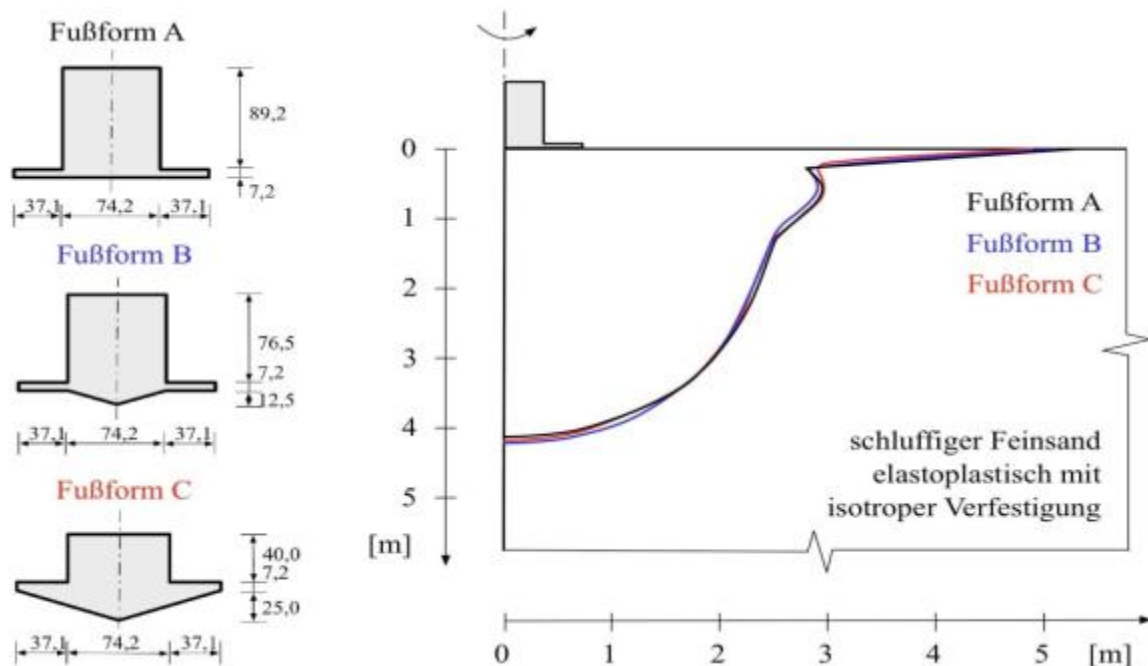 Fußform A
89,2
7,2
37,1 74,2 37,1
Fußform B
76,5
7,2
12,5
37,1 74,2 37,1
Fußform C
40,0
7,2
25,0
37,1 74,2 37,1
0
1
2
3
4
5
[m]
Fußform A
Fußform B
Fußform C
schluffiger Feinsand
elastoplastisch mit
isotroper Verfestigung
0 1 2 3 4 5 [m]